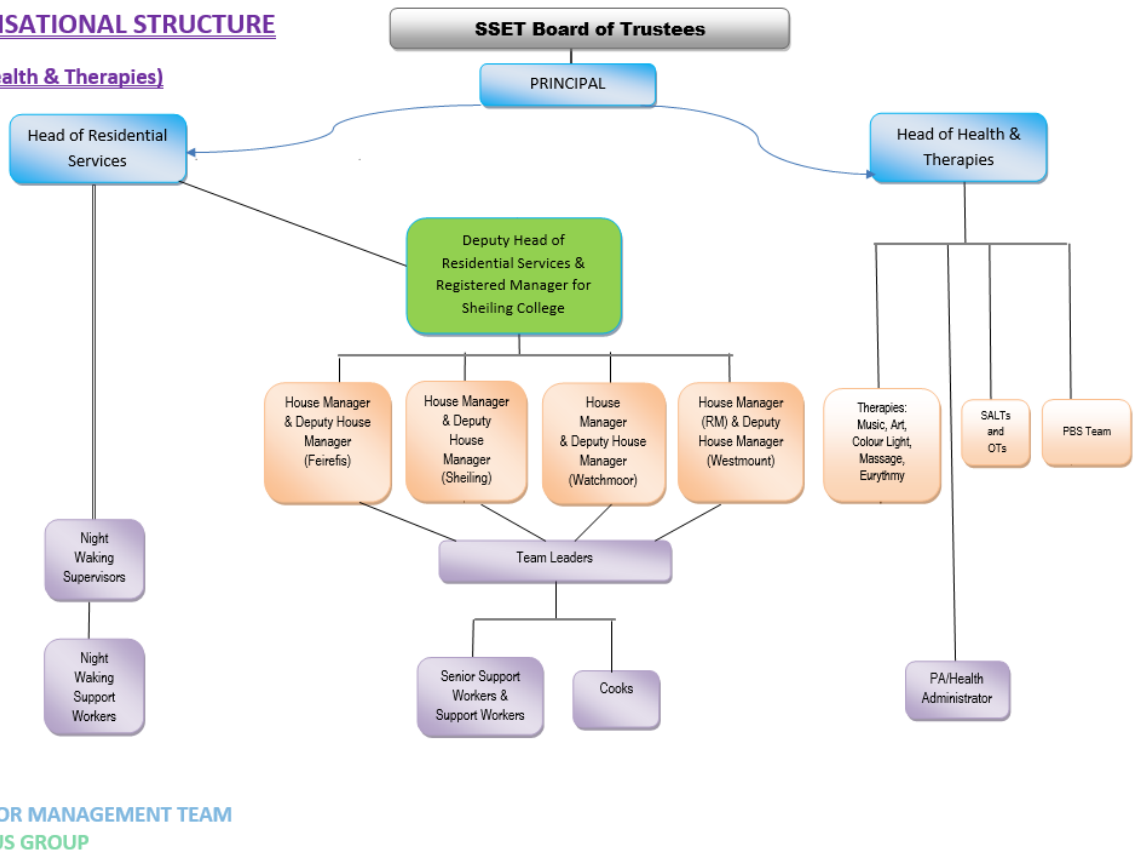 ISATIONAL STRUCTURE
SSET Board of Trustees
ealth & Therapies)
PRINCIPAL
Head of Residential
Services
Head of Health &
Therapies
Deputy Head of
Residential Services &
Registered Manager for
Sheiling College
House Manager
& Deputy House
Manager
(Feirefis)
House Manager
& Deputy
House
Manager
(Sheiling)
House
Manager
& Deputy House
Manager
(Watchmoor)
House Manager
(RM) & Deputy
House Manager
(Westmount)
Therapies:
Music, Art,
Colour Light,
Massage,
Eurythmy
SALTs
and
OTs
PBS Team
Night
Waking
Supervisors
Team Leaders
Night
Waking
Support
Workers
Senior Support
Workers &
Support Workers
Cooks
PA/Health
Administrator
OR MANAGEMENT TEAM
US GROUP